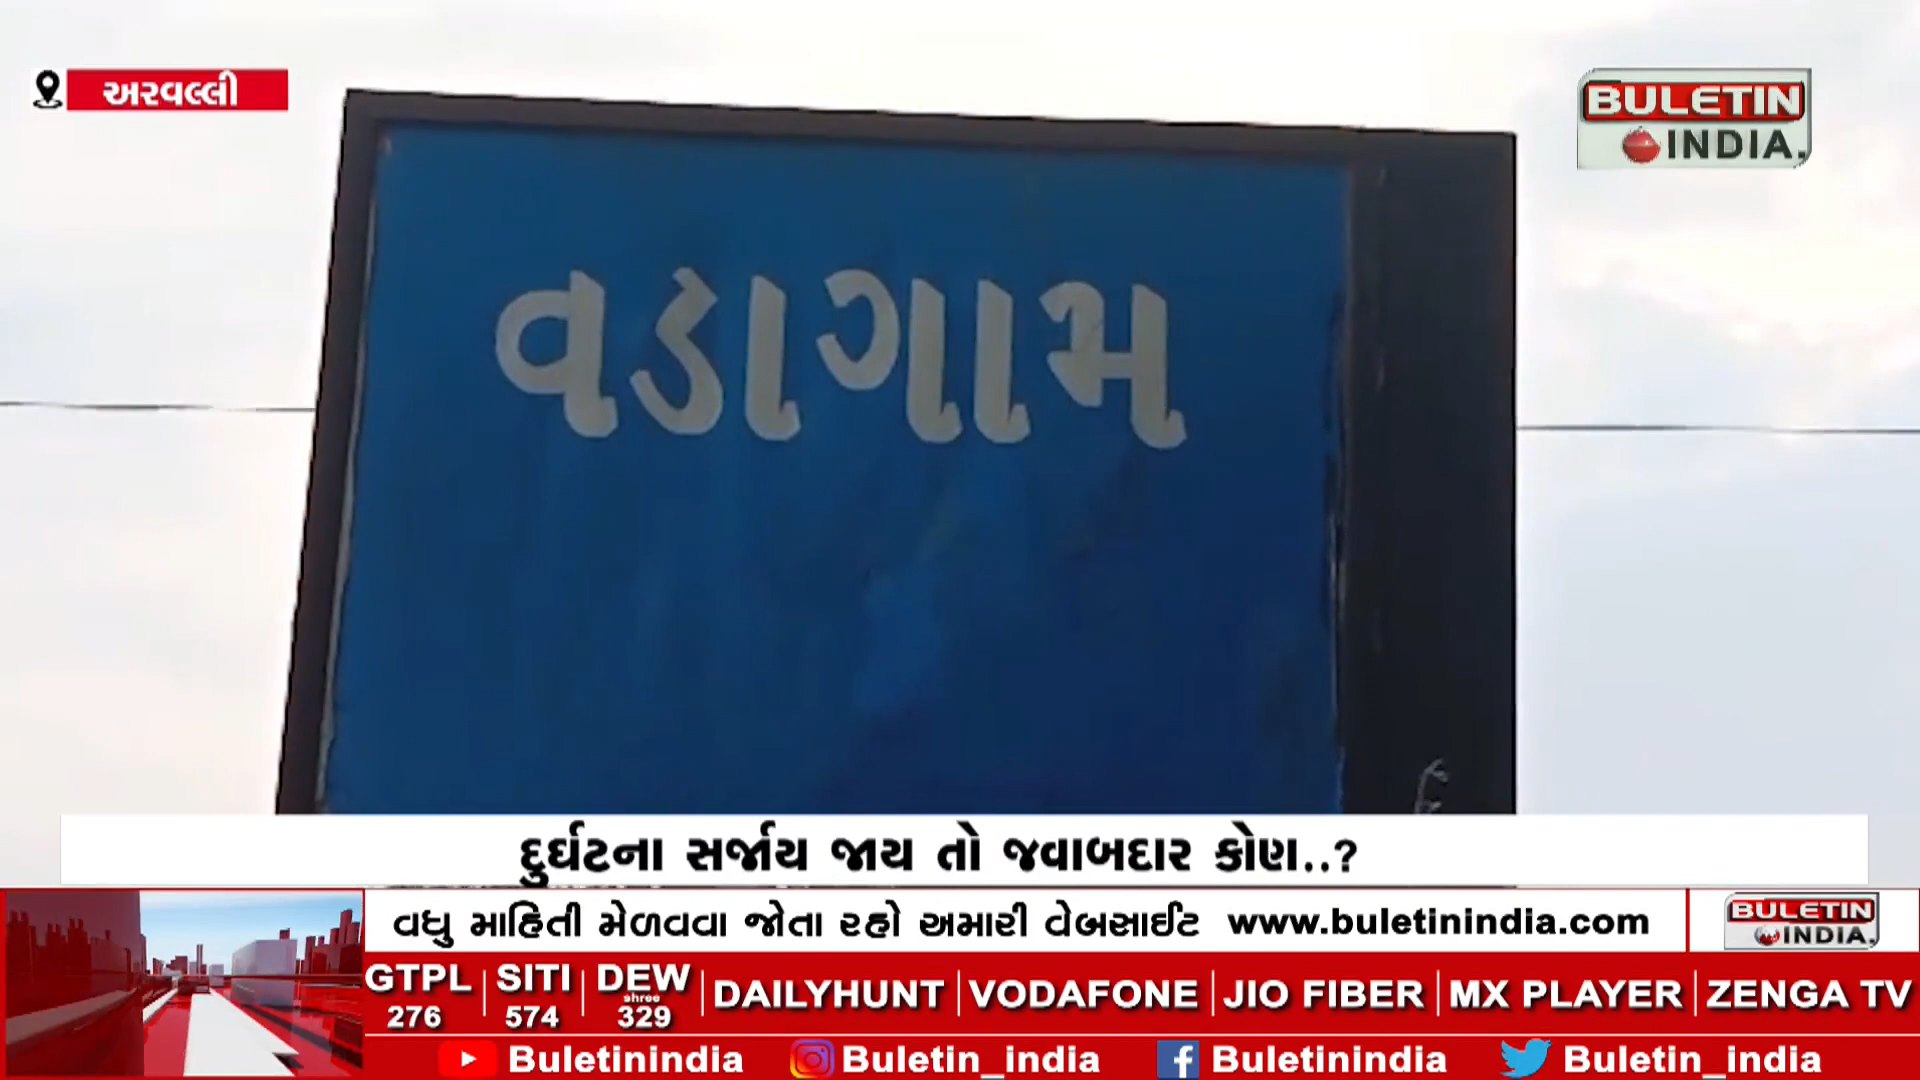 અરવલ્લી
BULETIN
INDIA.
વડાગામ
દુર્ઘટના સર્જાય જાય તો જવાબદાર કોણ..?
વધુ માહિતી મેળવવા જોતા રહો અમારી વેબસાઈટ www.buletinindia.com
BULETIN
INDIA.
GTPL 276 | SITI 574 | DEW shree 329 | DAILYHUNT | VODAFONE | JIO FIBER | MX PLAYER | ZENGA TV
Buletinindia Buletin_india Buletinindia Buletin_india